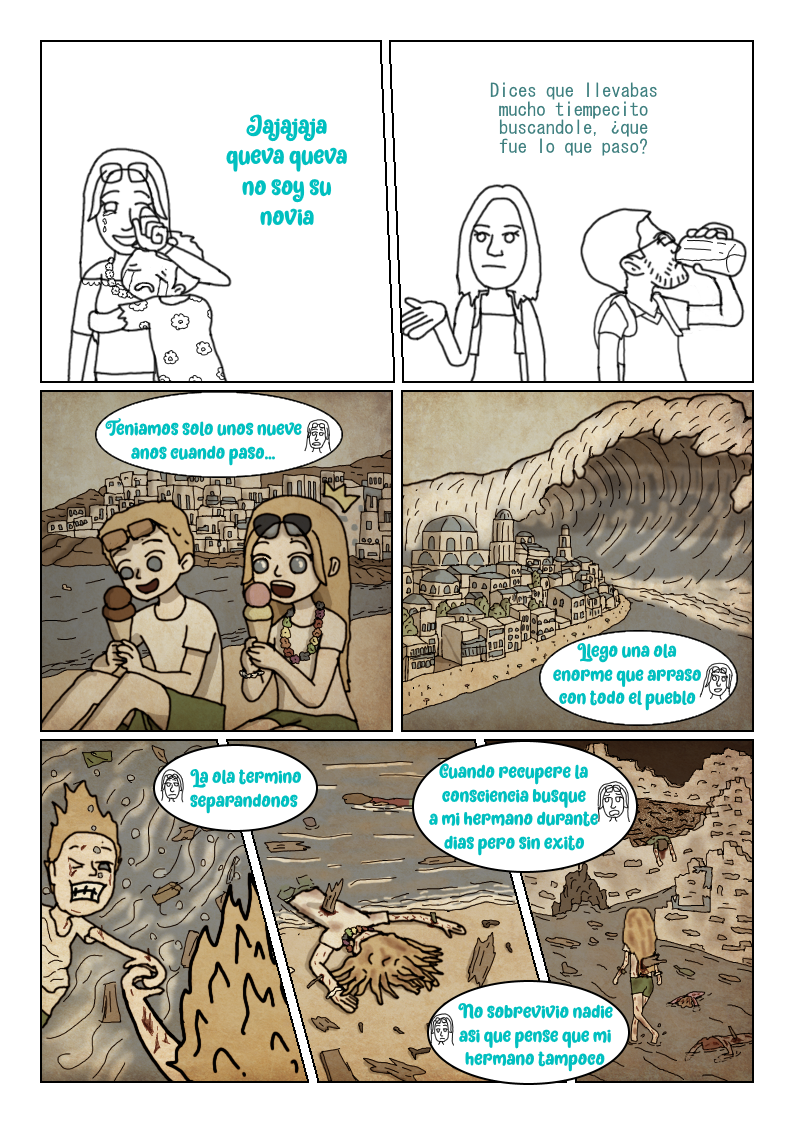 Jajajaja
queva queva
no soy su
novia
Dices que llevabas
mucho tiempecito
buscandole, ¿que
fue lo que paso?
Teniamos solo unos nueve
anos cuando paso...
Llego una ola
enorme que arraso
con todo el pueblo
La ola termino
separandonos
Cuando recupere la
consciencia busque
a mi hermano durante
dias pero sin exito
No sobrevivio nadie
asi que pense que mi
hermano tampoco